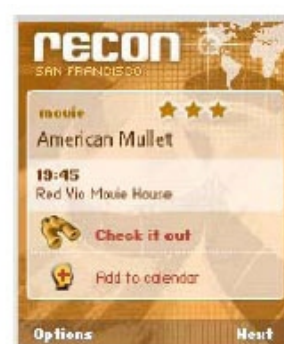 recon
SAN FRANCISCO
movie
American Mullet
19:45
Red Vic Movie House
Check it out
Add to calendar
Options
Next